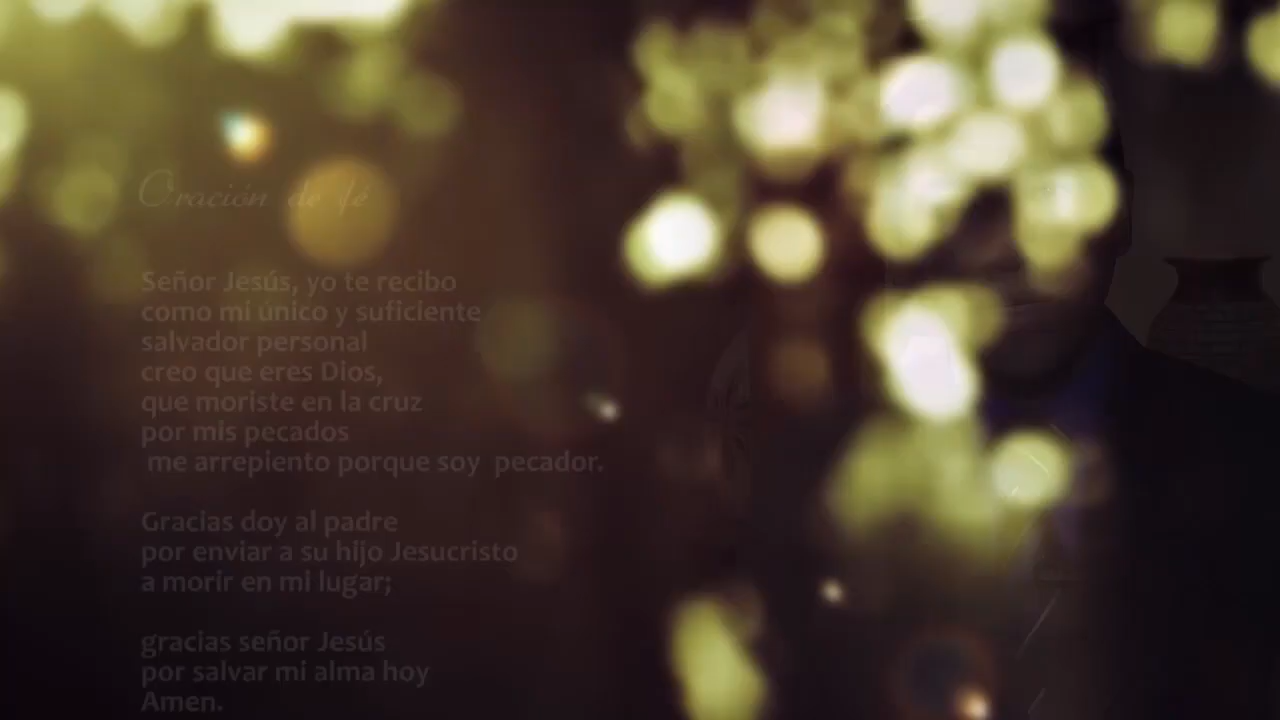 Oración de fé
Señor Jesús, yo te recibo
como mi único y suficiente
salvador personal
creo que eres Dios,
que moriste en la cruz
por mis pecados
me arrepiento porque soy pecador.
Gracias doy al padre
por enviar a su hijo Jesucristo
a morir en mi lugar;
gracias señor Jesús
por salvar mi alma hoy
Amen.